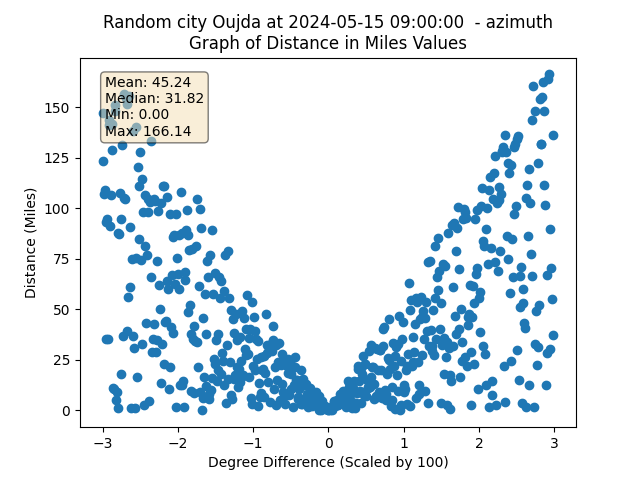 Random city Oujda at 2024-05-15 09:00:00 - azimuth
Graph of Distance in Miles Values
Mean: 45.24
Median: 31.82
Min: 0.00
Max: 166.14
150
125
100
75
50
25
0
Distance (Miles)
−3 −2 −1 0 1 2 3
Degree Difference (Scaled by 100)